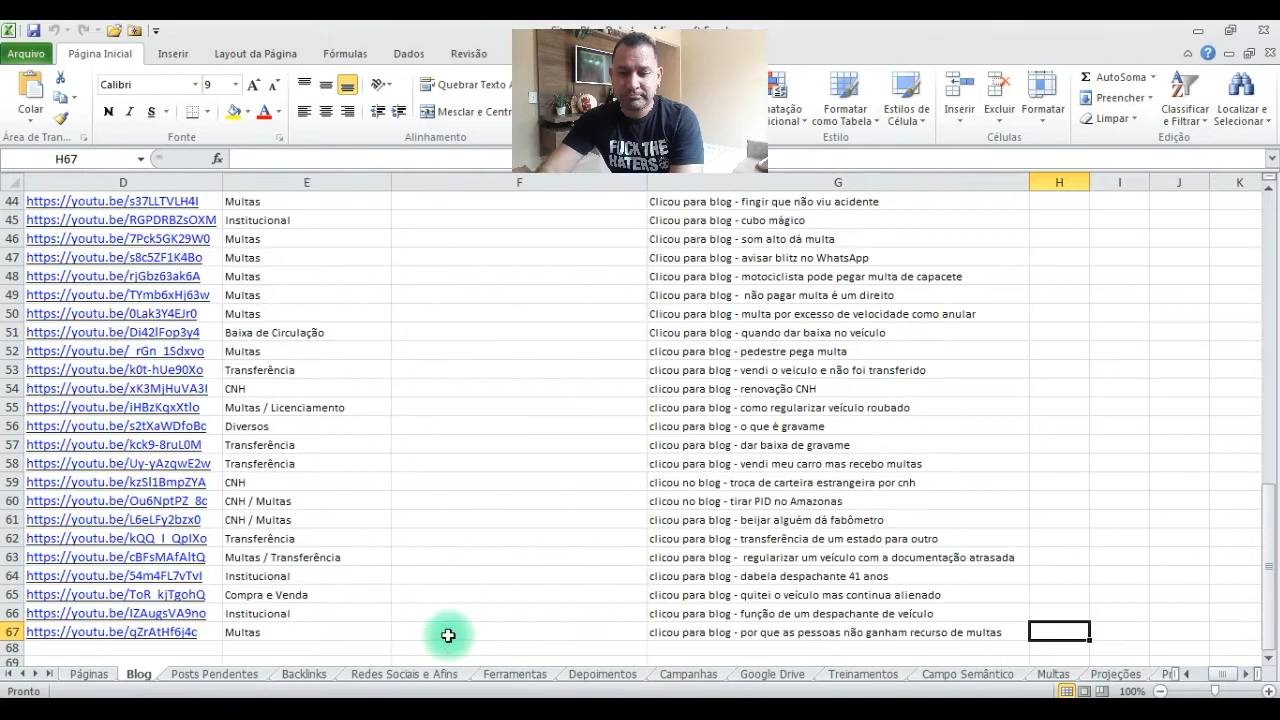 Arquivo Página Inicial Inserir Layout da Página Fórmulas Dados Revisão
Calibri 9
Quebrar Texto A
Colar
N I S
Mesclar e Centr
Formatar como Tabela
Estilos de Célula
Inserir Excluir Formatar
AutoSoma
Preencher
Limpar
Classificar e Filtrar
Localizar e Selecionar
Área de Tran... Fonte Alinhamento Estilo Células Edição
FUCK THE
HATERS
H67 fx
D E F G H I J K
44 https://youtu.be/s37LLTVLH4I Multas Clicou para blog - fingir que não viu acidente
45 https://youtu.be/RGPDRBZsOXM Institucional Clicou para blog - cubo mágico
46 https://youtu.be/7Pck5GK29W0 Multas Clicou para blog - som alto dá multa
47 https://youtu.be/s8c5ZF1K4Bo Multas Clicou para blog - avisar blitz no WhatsApp
48 https://youtu.be/rjGbz63ak6A Multas Clicou para blog - motociclista pode pegar multa de capacete
49 https://youtu.be/TYmb6xHj63w Multas Clicou para blog -  não pagar multa é um direito
50 https://youtu.be/0Lak3Y4EJr0 Multas Clicou para blog - multa por excesso de velocidade como anular
51 https://youtu.be/Di42lFop3y4 Baixa de Circulação Clicou para blog - quando dar baixa no veículo
52 https://youtu.be/_rGn_1Sdxvo Multas clicou para blog - pedestre pega multa
53 https://youtu.be/k0t-hUe90Xo Transferência clicou para blog - vendi o veiculo e não foi transferido
54 https://youtu.be/xK3MjHuVA3I CNH clicou para blog - renovação CNH
55 https://youtu.be/iHBzKqxXtlo Multas / Licenciamento clicou para blog - como regularizar veículo roubado
56 https://youtu.be/s2tXaWDfoBc Diversos clicou para blog - o que é gravame
57 https://youtu.be/kck9-8ruL0M Transferência clicou para blog - dar baixa de gravame
58 https://youtu.be/Uy-yAzqwE2w Transferência clicou para blog - vendi meu carro mas recebo multas
59 https://youtu.be/kzSl1BmpZYA CNH clicou no blog - troca de carteira estrangeira por cnh
60 https://youtu.be/Ou6NptPZ_8c CNH / Multas clicou no blog - tirar PID no Amazonas
61 https://youtu.be/L6eLFy2bzx0 CNH / Multas clicou para blog - beijar alguém dá fabômetro
62 https://youtu.be/kQQ_I_QpIXo Transferência clicou para blog - transferência de um estado para outro
63 https://youtu.be/cBFsMAfAltQ Multas / Transferência clicou para blog -  regularizar um veículo com a documentação atrasada
64 https://youtu.be/54m4FL7vTvI Institucional clicou para blog - dabela despachante 41 anos
65 https://youtu.be/ToR_kjTgohQ Compra e Venda clicou para blog - quitei o veículo mas continua alienado
66 https://youtu.be/IZAugsVA9no Institucional clicou para blog - função de um despachante de veículo
67 https://youtu.be/qZrAtHf6j4c Multas clicou para blog - por que as pessoas não ganham recurso de multas
68
69
Páginas Blog Posts Pendentes Backlinks Redes Sociais e Afins Ferramentas Depoimentos Campanhas Google Drive Treinamentos Campo Semântico Multas Projeções
Pronto 100%